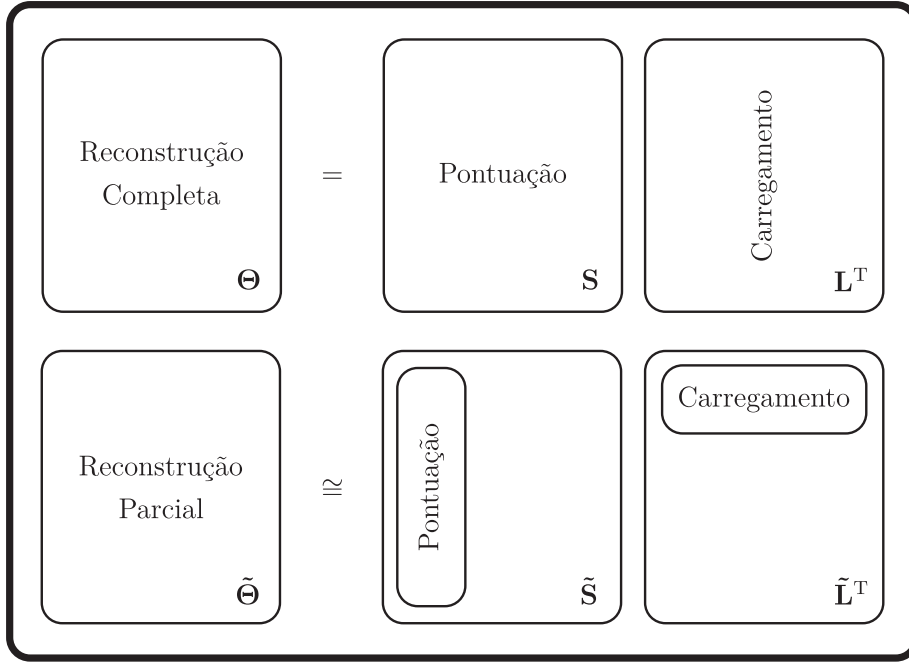 Reconstrução
Completa
Θ
=
Pontuação
S
Carregamento
L^T
Reconstrução
Parcial
Θ̃
≊
Pontuação
S̃
Carregamento
L̃^T